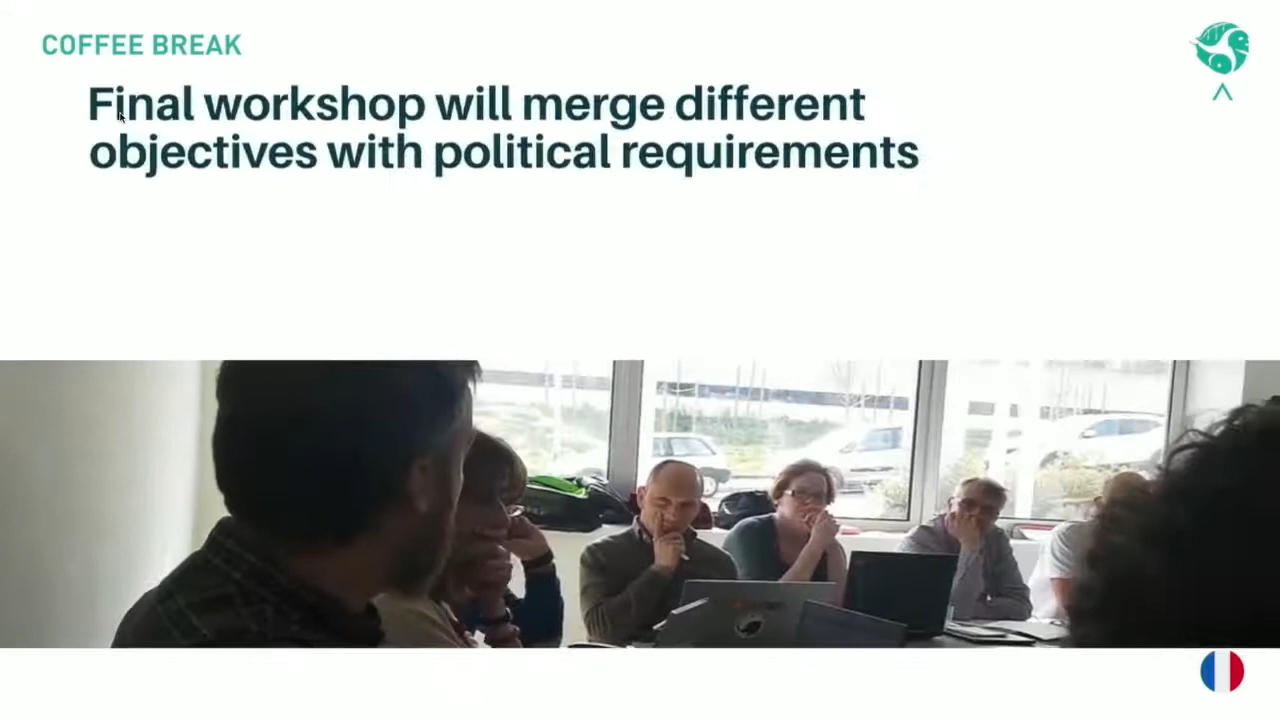 COFFEE BREAK
Final workshop will merge different
objectives with political requirements